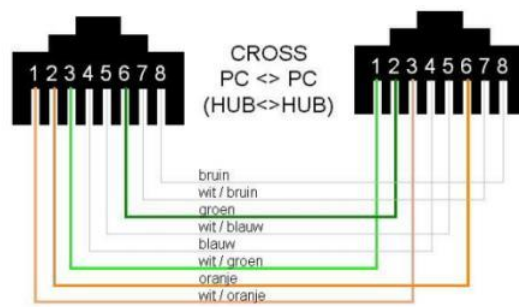 CROSS
PC <> PC
(HUB<>HUB)
1 2 3 4 5 6 7 8
1 2 3 4 5 6 7 8
bruin
wit / bruin
groen
wit / blauw
blauw
wit / groen
oranje
wit / oranje